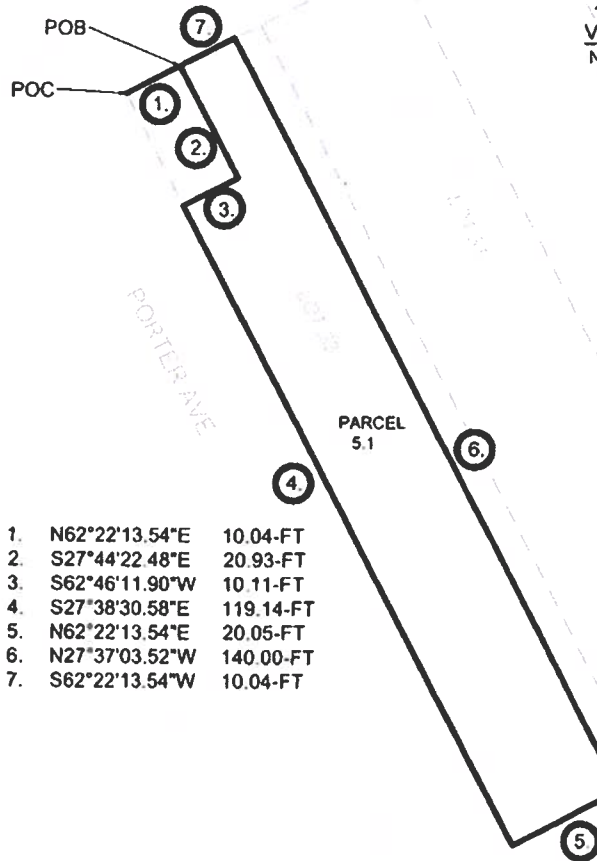 7.
POB
POC
1.
2.
3.
PORTER AVE
PARCEL
5.1
6.
4.
1. N62°22'13.54"E 10.04-FT
2. S27°44'22.48"E 20.93-FT
3. S62°46'11.90"W 10.11-FT
4. S27°38'30.58"E 119.14-FT
5. N62°22'13.54"E 20.05-FT
6. N27°37'03.52"W 140.00-FT
7. S62°22'13.54"W 10.04-FT
5.